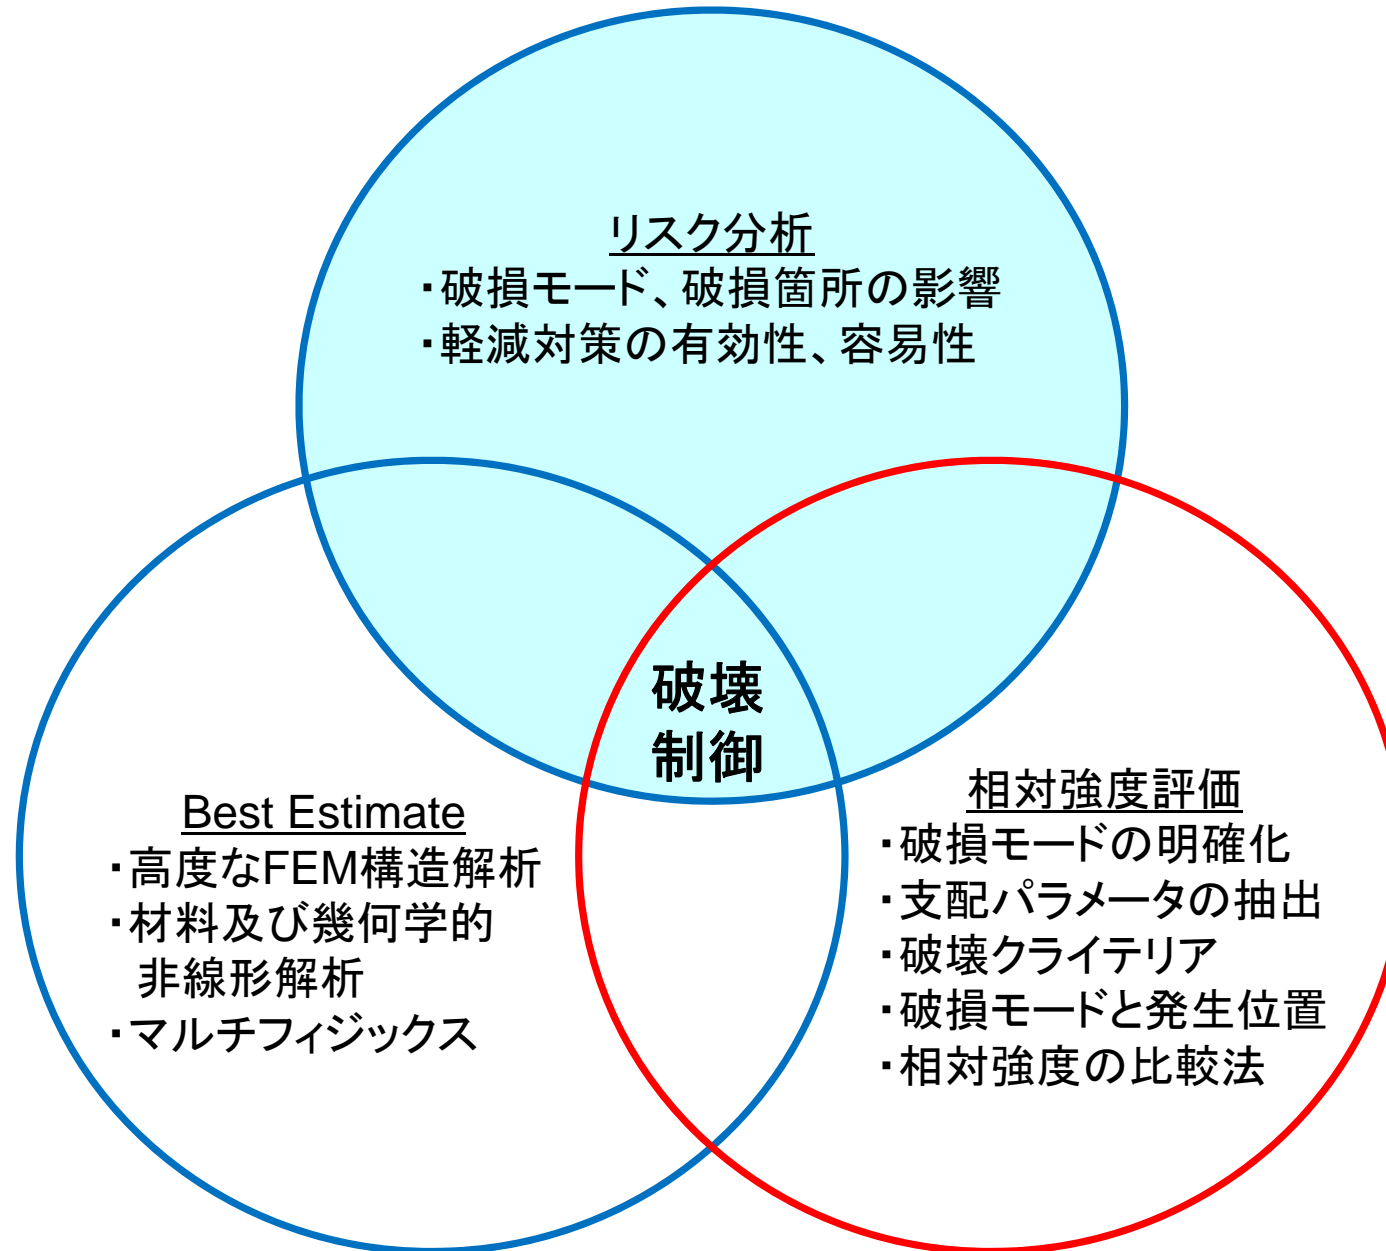 リスク分析
・破損モード、破損箇所の影響
・軽減対策の有効性、容易性
破壊
制御
Best Estimate
・高度なFEM構造解析
・材料及び幾何学的
非線形解析
・マルチフィジックス
相対強度評価
・破損モードの明確化
・支配パラメータの抽出
・破壊クライテリア
・破損モードと発生位置
・相対強度の比較法